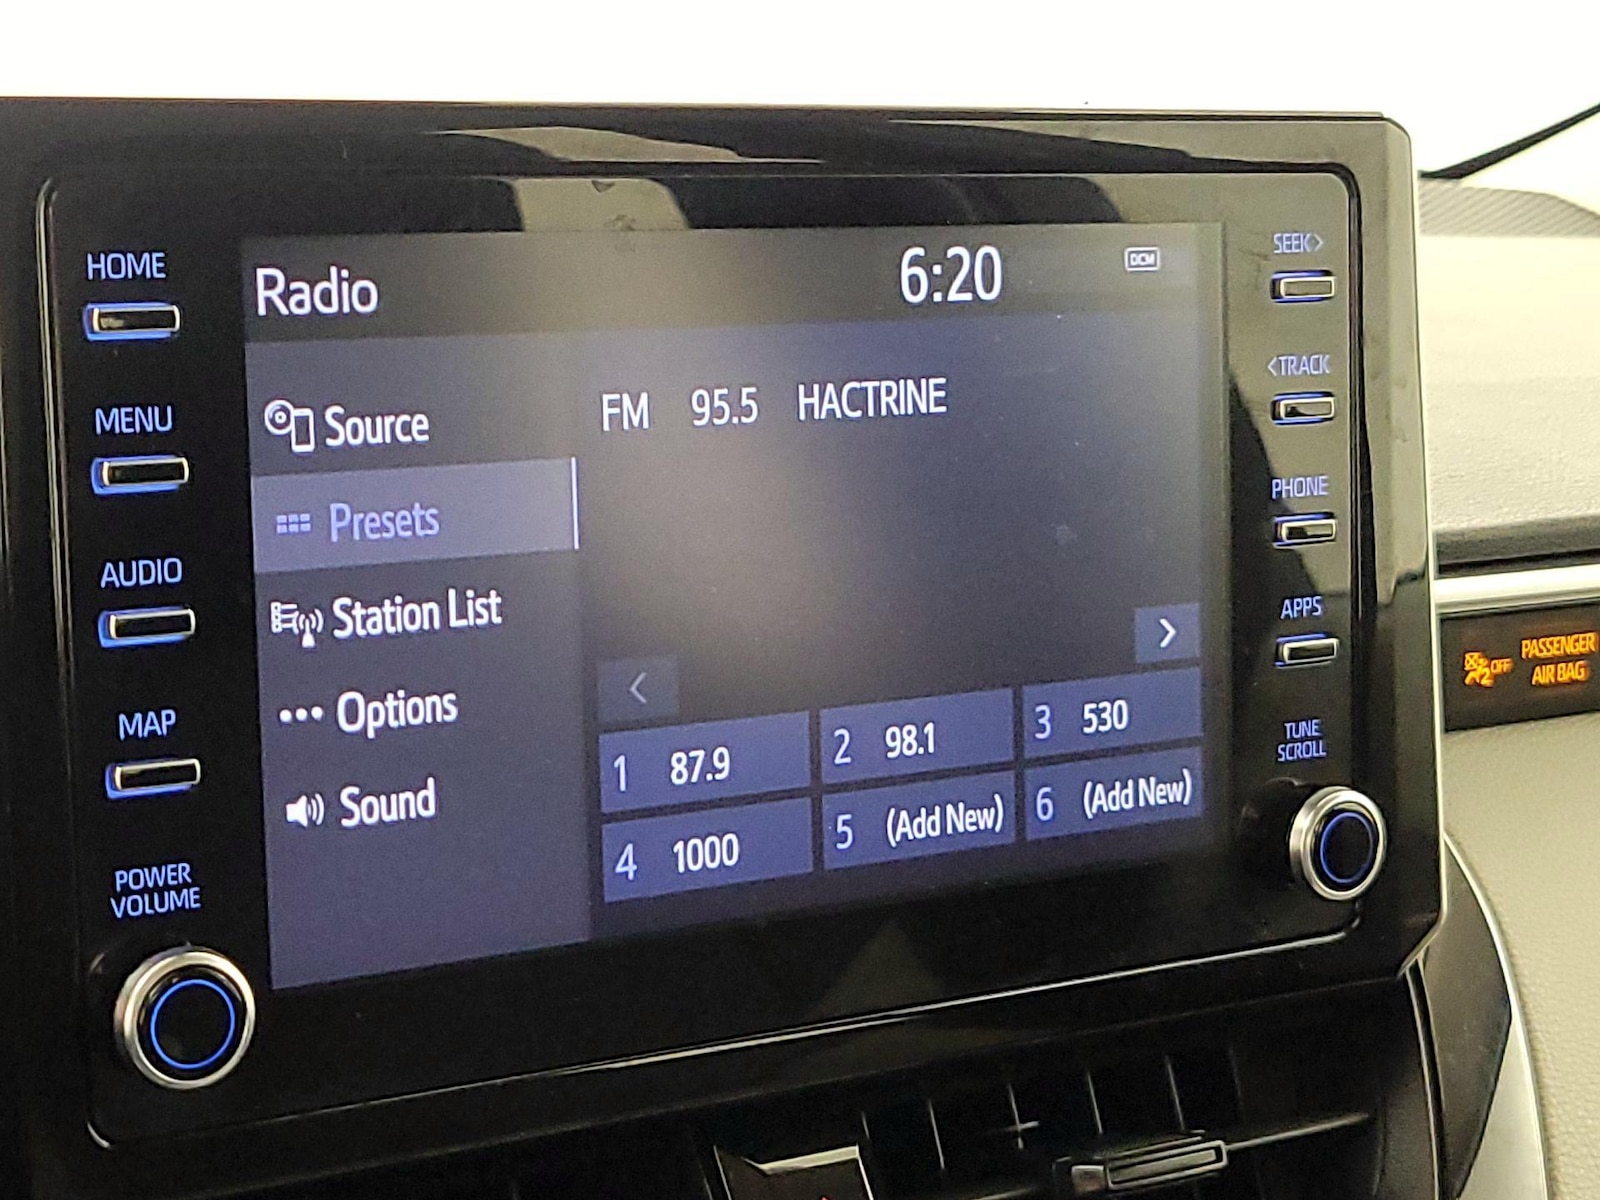 HOME
MENU
AUDIO
MAP
POWER
VOLUME
Radio
6:20
DCM
Source
Presets
Station List
Options
Sound
FM 95.5 HACTRINE
<
>
1 87.9
2 98.1
3 530
4 1000
5 (Add New)
6 (Add New)
SEEK>
<TRACK
PHONE
APPS
TUNE
SCROLL
2 OFF
PASSENGER
AIR BAG